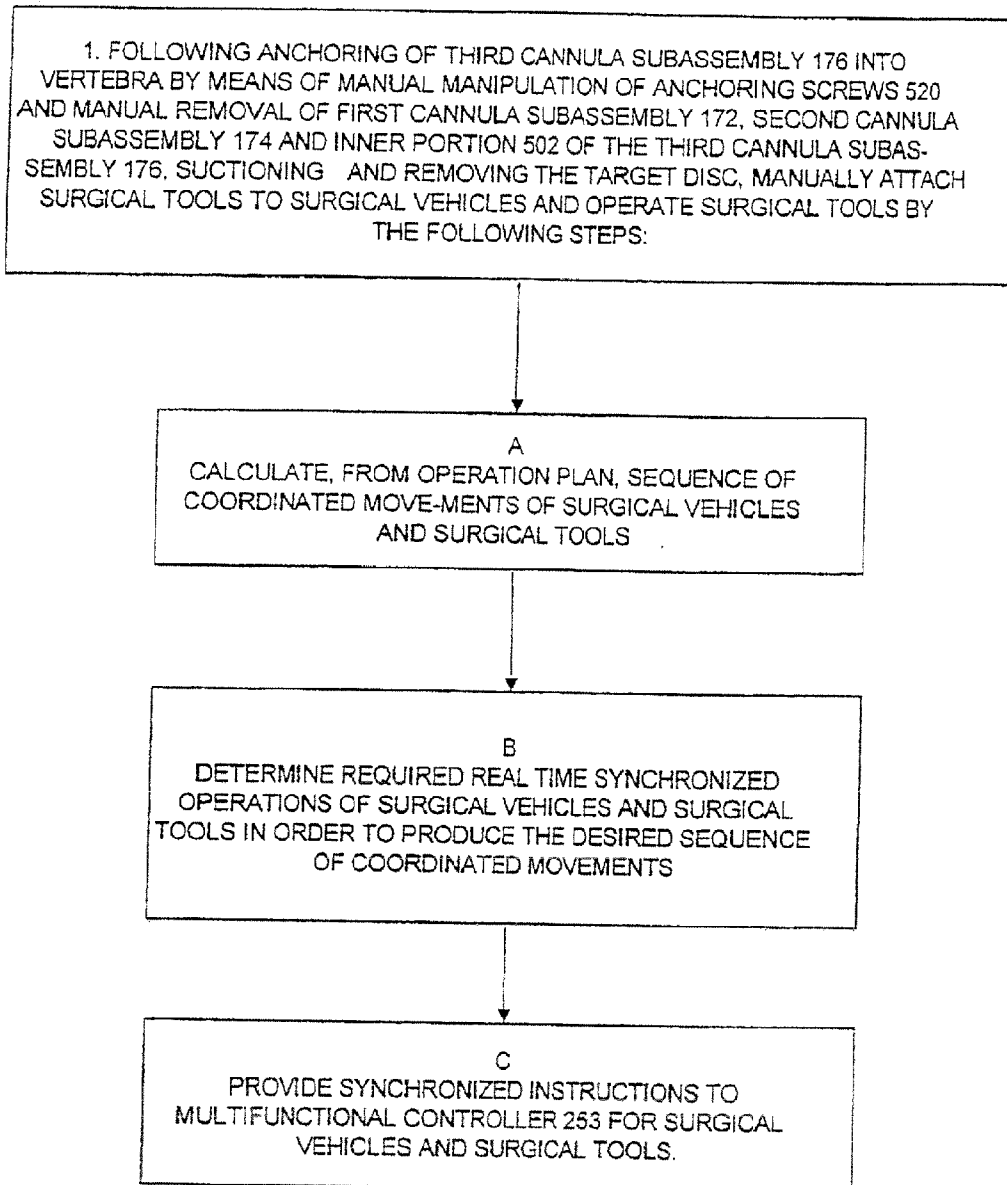 1. FOLLOWING ANCHORING OF THIRD CANNULA SUBASSEMBLY 176 INTO
VERTEBRA BY MEANS OF MANUAL MANIPULATION OF ANCHORING SCREWS 520
AND MANUAL REMOVAL OF FIRST CANNULA SUBASSEMBLY 172, SECOND CANNULA
SUBASSEMBLY 174 AND INNER PORTION 502 OF THE THIRD CANNULA SUBAS-
SEMBLY 176, SUCTIONING AND REMOVING THE TARGET DISC, MANUALLY ATTACH
SURGICAL TOOLS TO SURGICAL VEHICLES AND OPERATE SURGICAL TOOLS BY
THE FOLLOWING STEPS:
A
CALCULATE, FROM OPERATION PLAN, SEQUENCE OF
COORDINATED MOVE-MENTS OF SURGICAL VEHICLES
AND SURGICAL TOOLS
B
DETERMINE REQUIRED REAL TIME SYNCHRONIZED
OPERATIONS OF SURGICAL VEHICLES AND SURGICAL
TOOLS IN ORDER TO PRODUCE THE DESIRED SEQUENCE
OF COORDINATED MOVEMENTS
C
PROVIDE SYNCHRONIZED INSTRUCTIONS TO
MULTIFUNCTIONAL CONTROLLER 253 FOR SURGICAL
VEHICLES AND SURGICAL TOOLS.